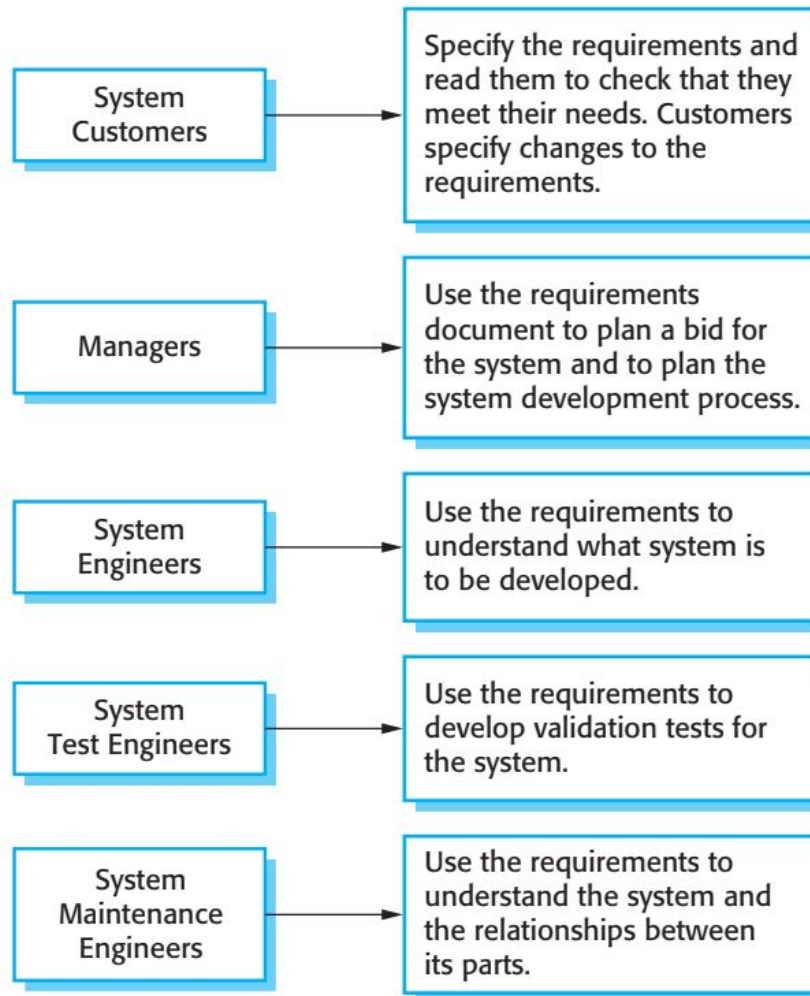 System
Customers
Specify the requirements and
read them to check that they
meet their needs. Customers
specify changes to the
requirements.
Managers
Use the requirements
document to plan a bid for
the system and to plan the
system development process.
System
Engineers
Use the requirements to
understand what system is
to be developed.
System
Test Engineers
Use the requirements to
develop validation tests for
the system.
System
Maintenance
Engineers
Use the requirements to
understand the system and
the relationships between
its parts.